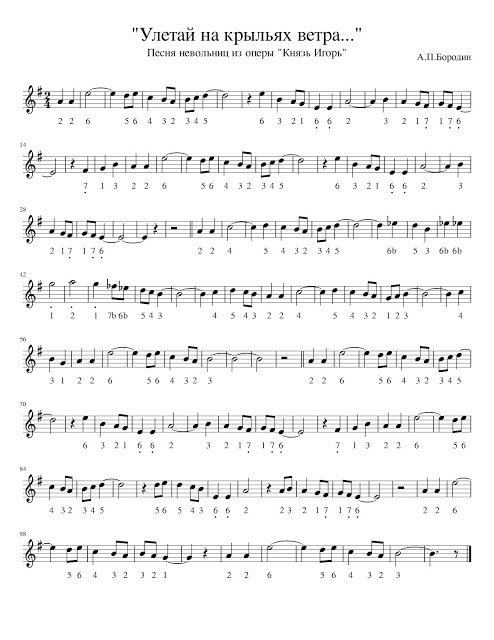 "Улетай на крыльях ветра..."
Песня невольниц из оперы "Князь Игорь"
А.П.Бородин
2 4
2 2 6 5 6 4 3 2 3 4 5 6 3 2 1 6 6 2 3 2 1 7 1 7 6
14
7 1 3 2 2 6 5 6 4 3 2 3 4 5 6 3 2 1 6 6 2 3
28
2 1 7 1 7 6 2 2 4 5 4 3 2 4 5 2 6b 5 3 6b 6b
42
1 2 1 7b 6b 5 4 3 4 5 4 3 2 1 2 3 4
56
3 1 2 2 6 5 6 4 3 2 3 2 2 6 5 6 4 3 2 3 4 5
70
6 3 2 1 6 6 2 3 2 1 7 1 7 6 7 1 3 2 2 6 5 6
84
4 3 2 3 4 5 6 3 2 1 6 6 2 2 3 2 1 7 1 7 6 2 2 6
98
5 6 4 3 2 3 1 2 2 6 5 6 4 3 2 3 2